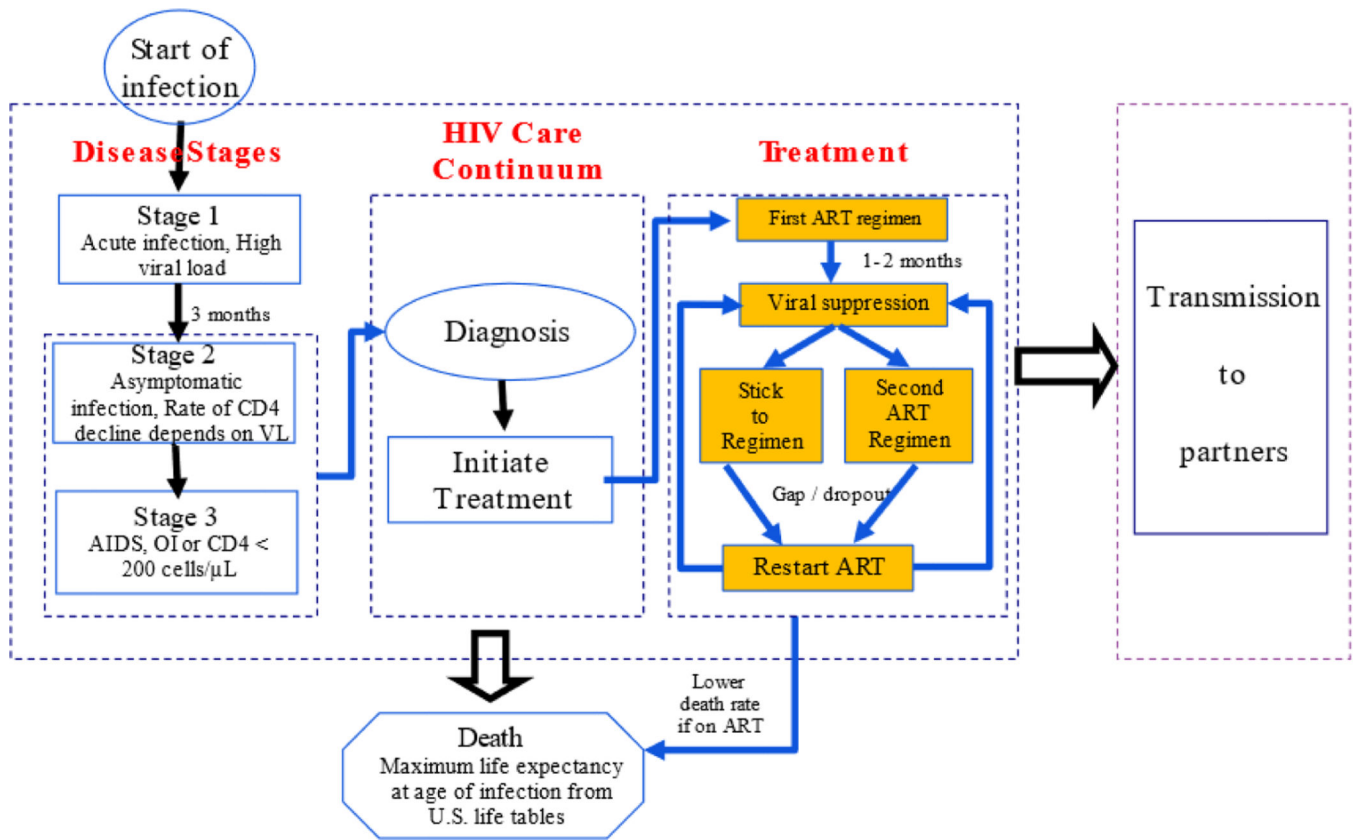 Start of
infection
DiseaseStages
HIV Care
Continuum
Treatment
Stage 1
Acute infection, High
viral load
3 months
Stage 2
Asymptomatic
infection, Rate of CD4
decline depends on VL
Stage 3
AIDS, OI or CD4 <
200 cells/µL
Diagnosis
Initiate
Treatment
First ART regimen
1-2 months
Viral suppression
Stick
to
Regimen
Second
ART
Regimen
Gap / dropout
Restart ART
Transmission
to
partners
Lower
death rate
if on ART
Death
Maximum life expectancy
at age of infection from
U.S. life tables